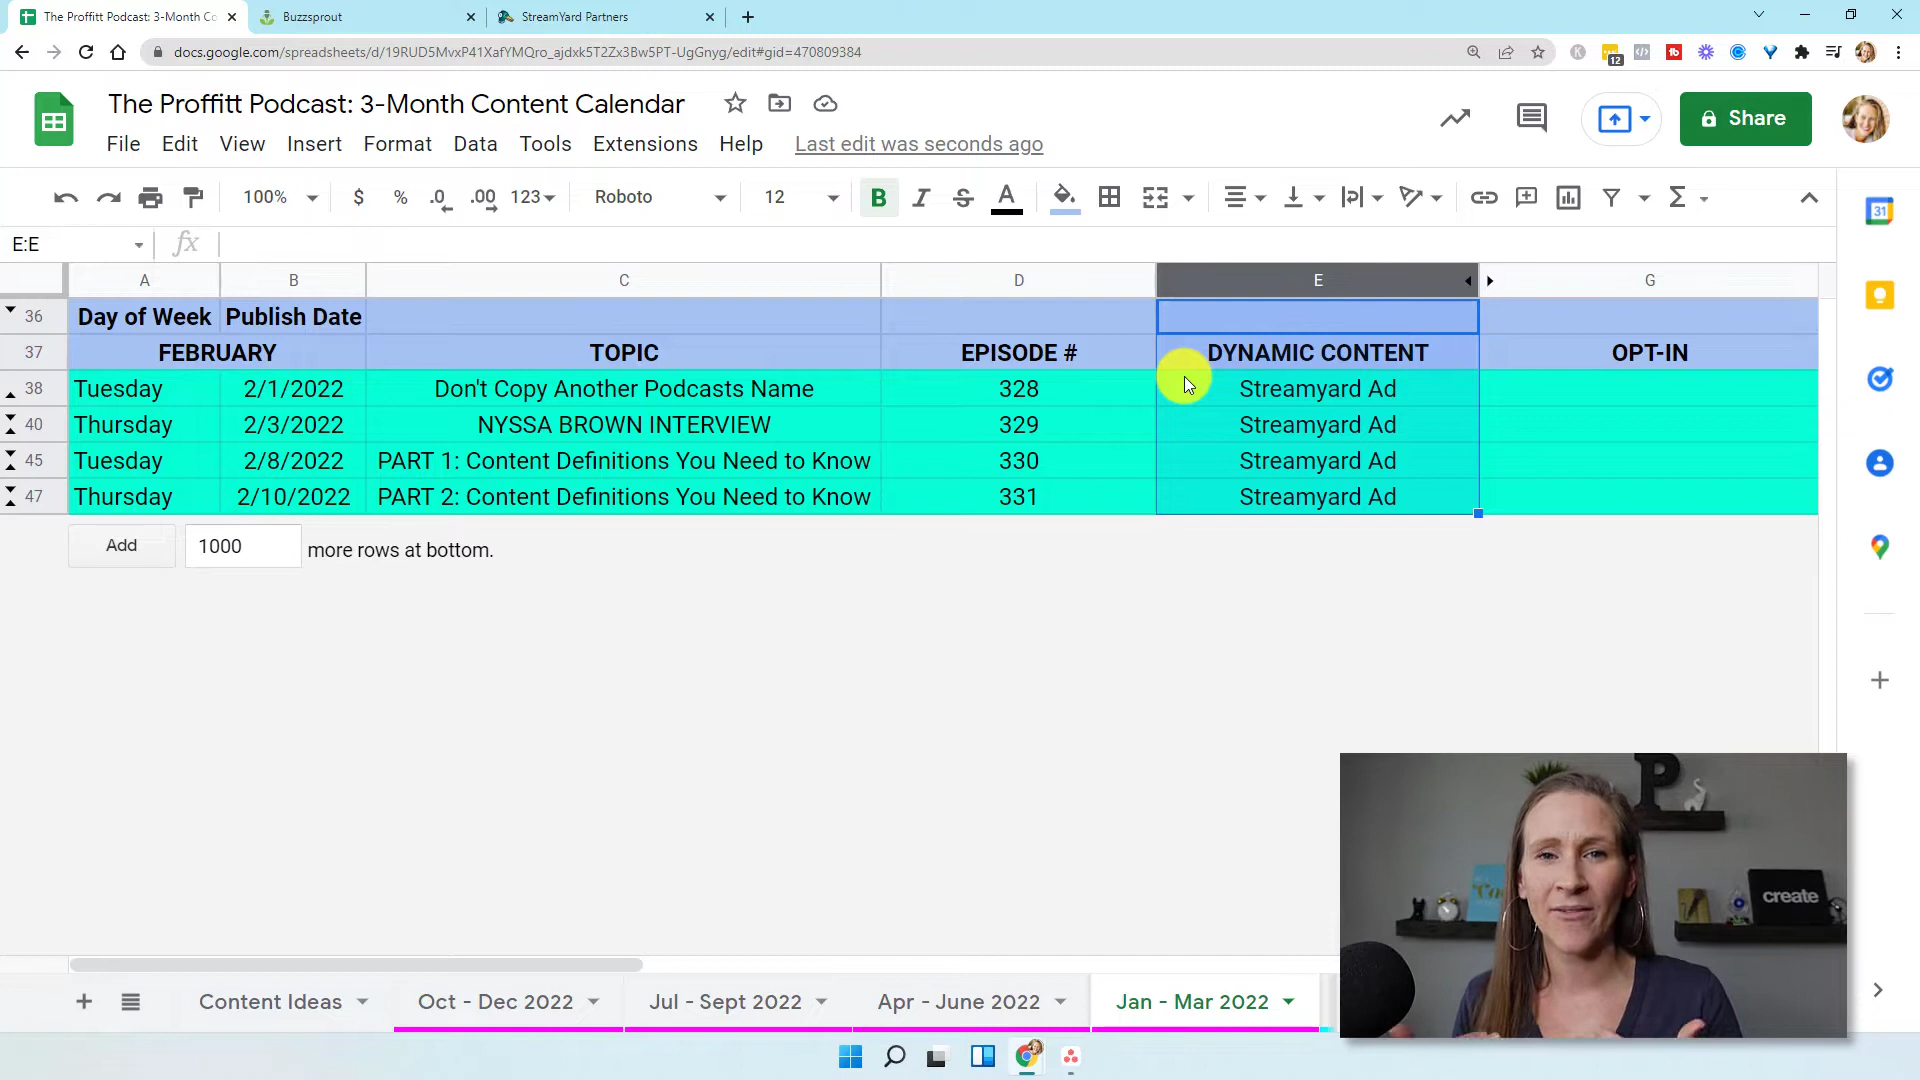 The Proffitt Podcast: 3-Month Co
Buzzsprout
StreamYard Partners
docs.google.com/spreadsheets/d/19RUD5MvxP41XafYMQro_ajdxk5T2Zx3Bw5PT-UgGnyg/edit#gid=470809384
12
The Proffitt Podcast: 3-Month Content Calendar
Share
File Edit View Insert Format Data Tools Extensions Help Last edit was seconds ago
100% $ % .0 .00 123 Roboto 12 B I S A
31
E:E fx
A B C D E G
36 Day of Week Publish Date
37 FEBRUARY TOPIC EPISODE # DYNAMIC CONTENT OPT-IN
38 Tuesday 2/1/2022 Don't Copy Another Podcasts Name 328 Streamyard Ad
40 Thursday 2/3/2022 NYSSA BROWN INTERVIEW 329 Streamyard Ad
45 Tuesday 2/8/2022 PART 1: Content Definitions You Need to Know 330 Streamyard Ad
47 Thursday 2/10/2022 PART 2: Content Definitions You Need to Know 331 Streamyard Ad
Add 1000 more rows at bottom.
P
create
Content Ideas Oct - Dec 2022 Jul - Sept 2022 Apr - June 2022 Jan - Mar 2022